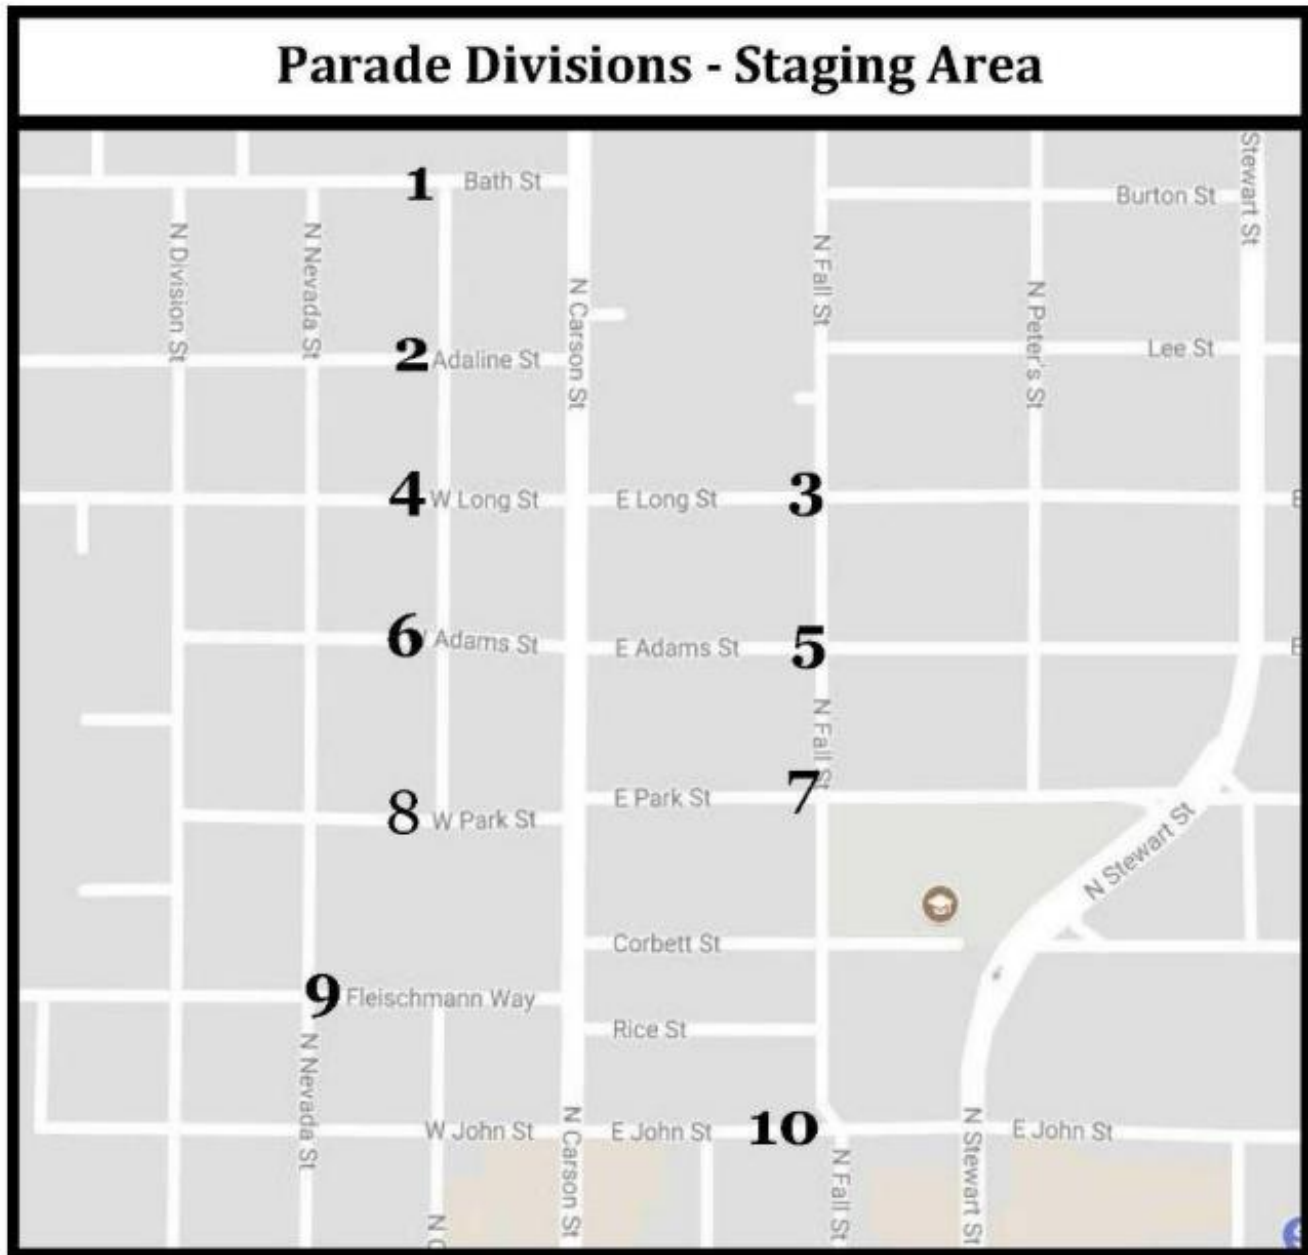 Parade Divisions - Staging Area
Stewart St
1 Bath St
Burton St
N Division St
N Nevada St
N Fall St
N Carson St
N Peter's St
2 Adaline St
Lee St
4 W Long St
E Long St
3
E
6 Adams St
E Adams St
5
E
N Fall St
E Park St
7
8 W Park St
N Stewart St
Corbett St
9 Fleischmann Way
Rice St
N Nevada St
W John St
N Carson St
E John St
10
N Stewart St
E John St
N Fall St